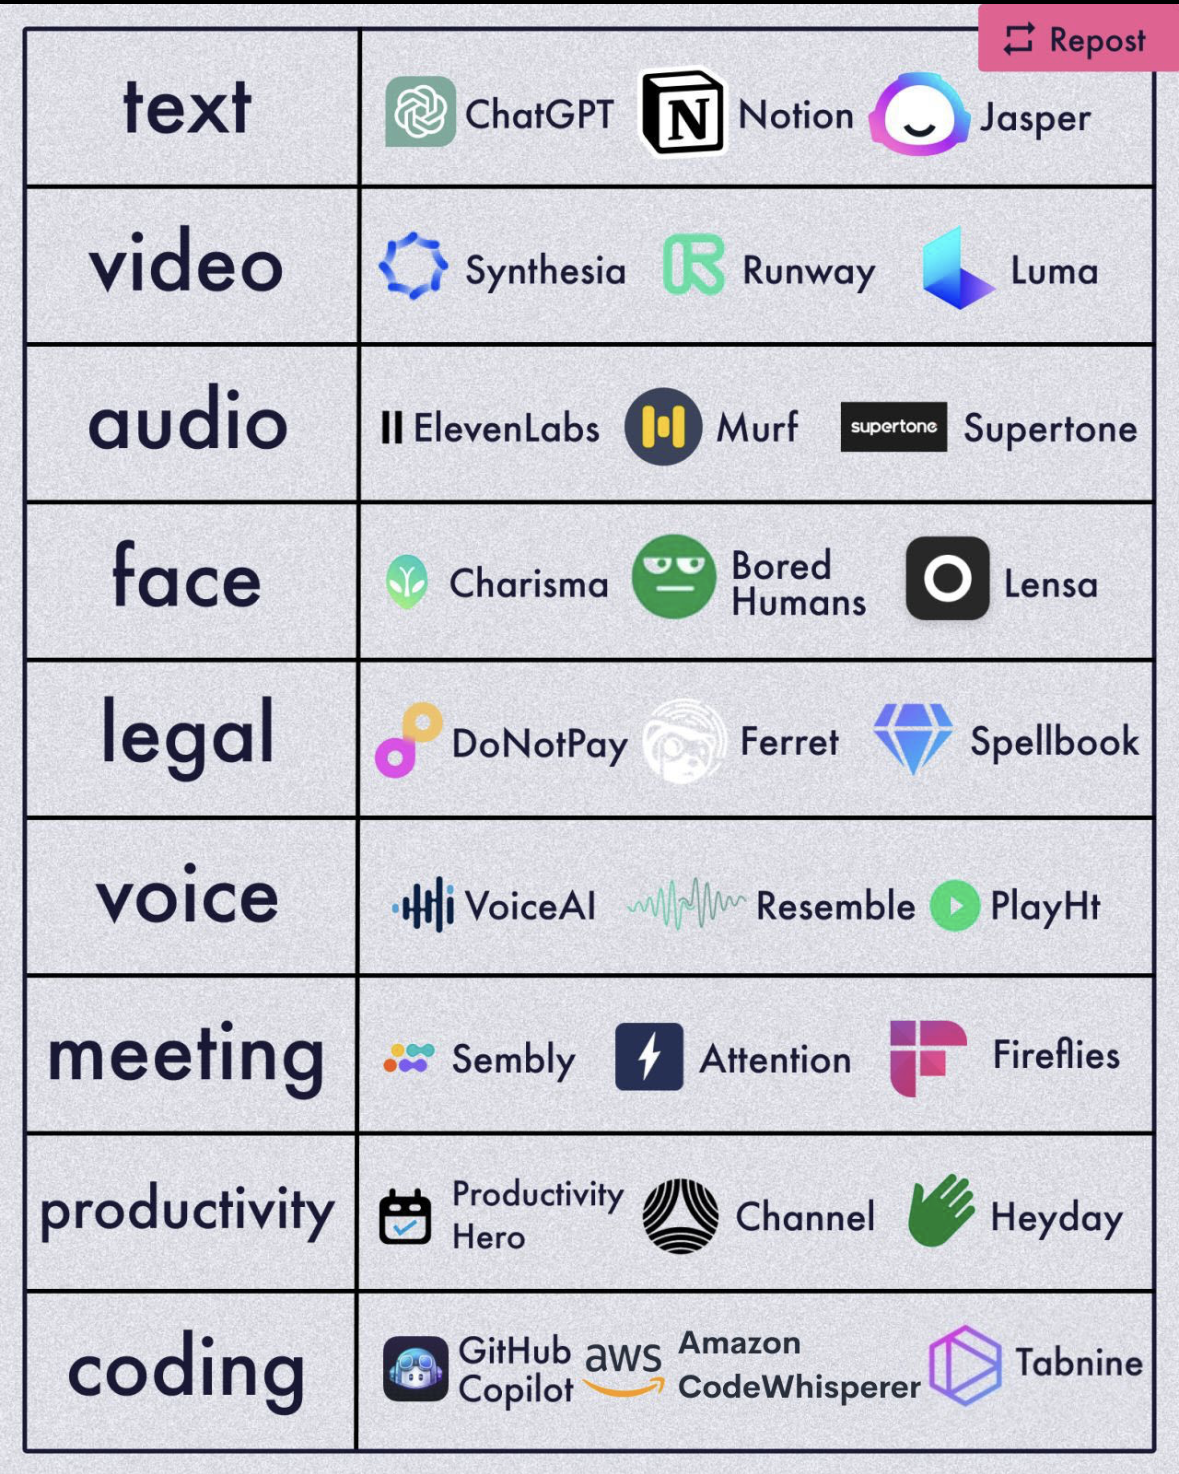 Repost
text
ChatGPT Notion Jasper
video
Synthesia Runway Luma
audio
ElevenLabs Murf supertone Supertone
face
Charisma Bored Humans Lensa
legal
DoNotPay Ferret Spellbook
voice
VoiceAI Resemble PlayHt
meeting
Sembly Attention Fireflies
productivity
Productivity Hero Channel Heyday
coding
GitHub Copilot aws Amazon CodeWhisperer Tabnine